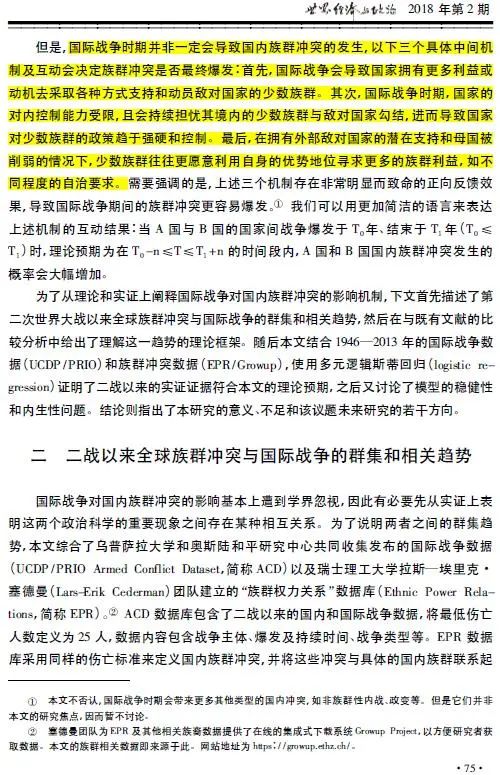 世界经济与政治 2018 年第 2 期
但是,国际战争时期并非一定会导致国内族群冲突的发生,以下三个具体中间机
制及互动会决定族群冲突是否最终爆发:首先,国际战争会导致国家拥有更多利益或
动机去采取各种方式支持和动员敌对国家的少数族群。其次,国际战争时期,国家的
对内控制能力受限,且会持续担忧其境内的少数族群与敌对国家勾结,进而导致国家
对少数族群的政策趋于强硬和控制。最后,在拥有外部敌对国家的潜在支持和母国被
削弱的情况下,少数族群往往更愿意利用自身的优势地位寻求更多的族群利益,如不
同程度的自治要求。需要强调的是,上述三个机制存在非常明显而致命的正向反馈效
果,导致国际战争期间的族群冲突更容易爆发。① 我们可以用更加简洁的语言来表达
上述机制的互动结果:当 A 国与 B 国的国家间战争爆发于 T₀年、结束于 T₁ 年(T₀≤
T₁)时,理论预期为在 T₀-n≤T≤T₁+n 的时间段内,A 国和 B 国国内族群冲突发生的
概率会大幅增加。
为了从理论和实证上阐释国际战争对国内族群冲突的影响机制,下文首先描述了第
二次世界大战以来全球族群冲突与国际战争的群集和相关趋势,然后在与既有文献的比
较分析中给出了理解这一趋势的理论框架。随后本文结合 1946—2013 年的国际战争数
据(UCDP/PRIO)和族群冲突数据(EPR/Growup),使用多元逻辑斯蒂回归(logistic re-
gression)证明了二战以来的实证证据符合本文的理论预期,之后又讨论了模型的稳健性
和内生性问题。结论则指出了本研究的意义、不足和该议题未来研究的若干方向。
二 二战以来全球族群冲突与国际战争的群集和相关趋势
国际战争对国内族群冲突的影响基本上遭到学界忽视,因此有必要先从实证上表
明这两个政治科学的重要现象之间存在某种相互关系。为了说明两者之间的群集趋
势,本文综合了乌普萨拉大学和奥斯陆和平研究中心共同收集发布的国际战争数据
(UCDP/PRIO Armed Conflict Dataset,简称 ACD)以及瑞士理工大学拉斯—埃里克·
塞德曼(Lars-Erik Cederman)团队建立的“族群权力关系”数据库(Ethnic Power Rela-
tions,简称 EPR)。② ACD 数据库包含了二战以来的国内和国际战争数据,将最低伤亡
人数定义为 25 人,数据内容包含战争主体、爆发及持续时间、战争类型等。EPR 数据
库采用同样的伤亡标准来定义国内族群冲突,并将这些冲突与具体的国内族群联系起
① 本文不否认,国际战争时期会带来更多其他类型的国内冲突,如非族群性内战、政变等。但是它们并非
本文的研究焦点,因而暂不讨论。
② 塞德曼团队为 EPR 及其他相关族裔数据提供了在线的集成式下载系统 Growup Project,以方便研究者获
取数据。本文的族群相关数据即来源于此。网站地址为 https://growup.ethz.ch/。
·75·